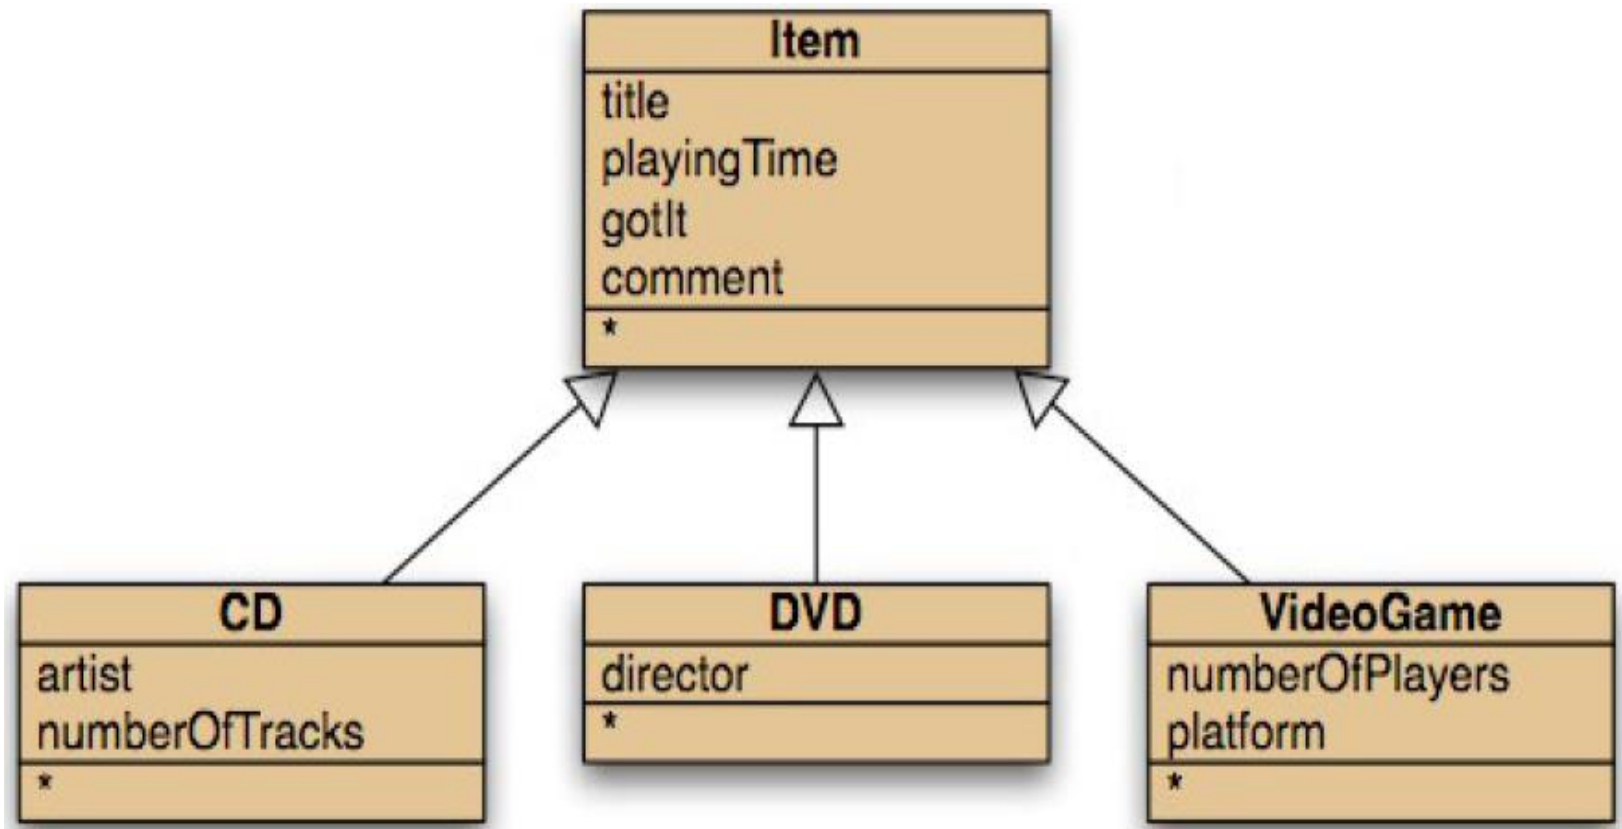 Item
title
playingTime
gotIt
comment
*
CD
artist
numberOfTracks
*
DVD
director
*
VideoGame
numberOfPlayers
platform
*